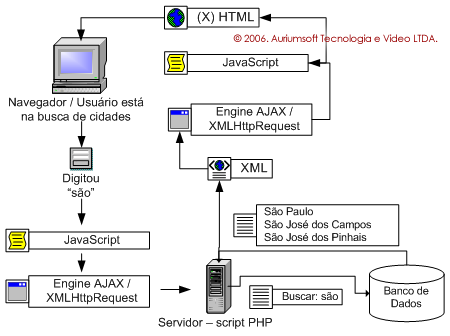 (X) HTML
© 2006. Auriumsoft Tecnologia e Video LTDA.
JavaScript
Navegador / Usuário está
na busca de cidades
Engine AJAX /
XMLHttpRequest
Digitou
“são”
XML
São Paulo
São José dos Campos
São José dos Pinhais
JavaScript
Engine AJAX /
XMLHttpRequest
Buscar: são
Banco de
Dados
Servidor – script PHP